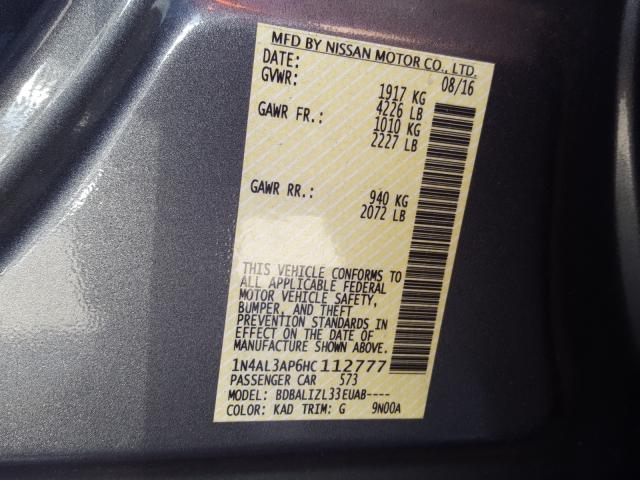 MFD BY NISSAN MOTOR CO., LTD.
DATE: 08/16
GVWR: 1917 KG
4226 LB
GAWR FR.: 1010 KG
2227 LB
GAWR RR.: 940 KG
2072 LB
THIS VEHICLE CONFORMS TO
ALL APPLICABLE FEDERAL
MOTOR VEHICLE SAFETY,
BUMPER, AND THEFT
PREVENTION STANDARDS IN
EFFECT ON THE DATE OF
MANUFACTURE SHOWN ABOVE.
1N4AL3AP6HC112777
PASSENGER CAR 573
MODEL: BDBALIZL33EUAB----
COLOR: KAD TRIM: G 9N00A